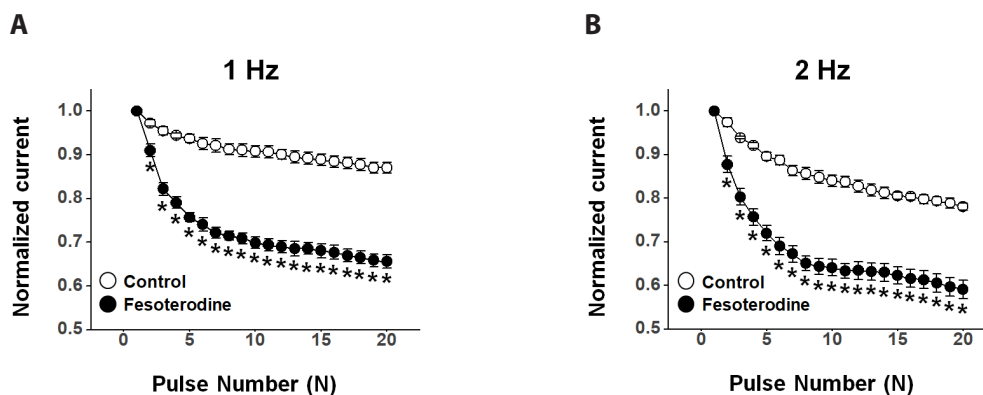 A
1 Hz
Normalized current
1.0
0.9
0.8
0.7
0.6
0.5
* * * * * * * * * * * * * * * * * * *
Control
Fesoterodine
0 5 10 15 20
Pulse Number (N)
B
2 Hz
Normalized current
1.0
0.9
0.8
0.7
0.6
0.5
* * * * * * * * * * * * * * * * * * *
Control
Fesoterodine
0 5 10 15 20
Pulse Number (N)